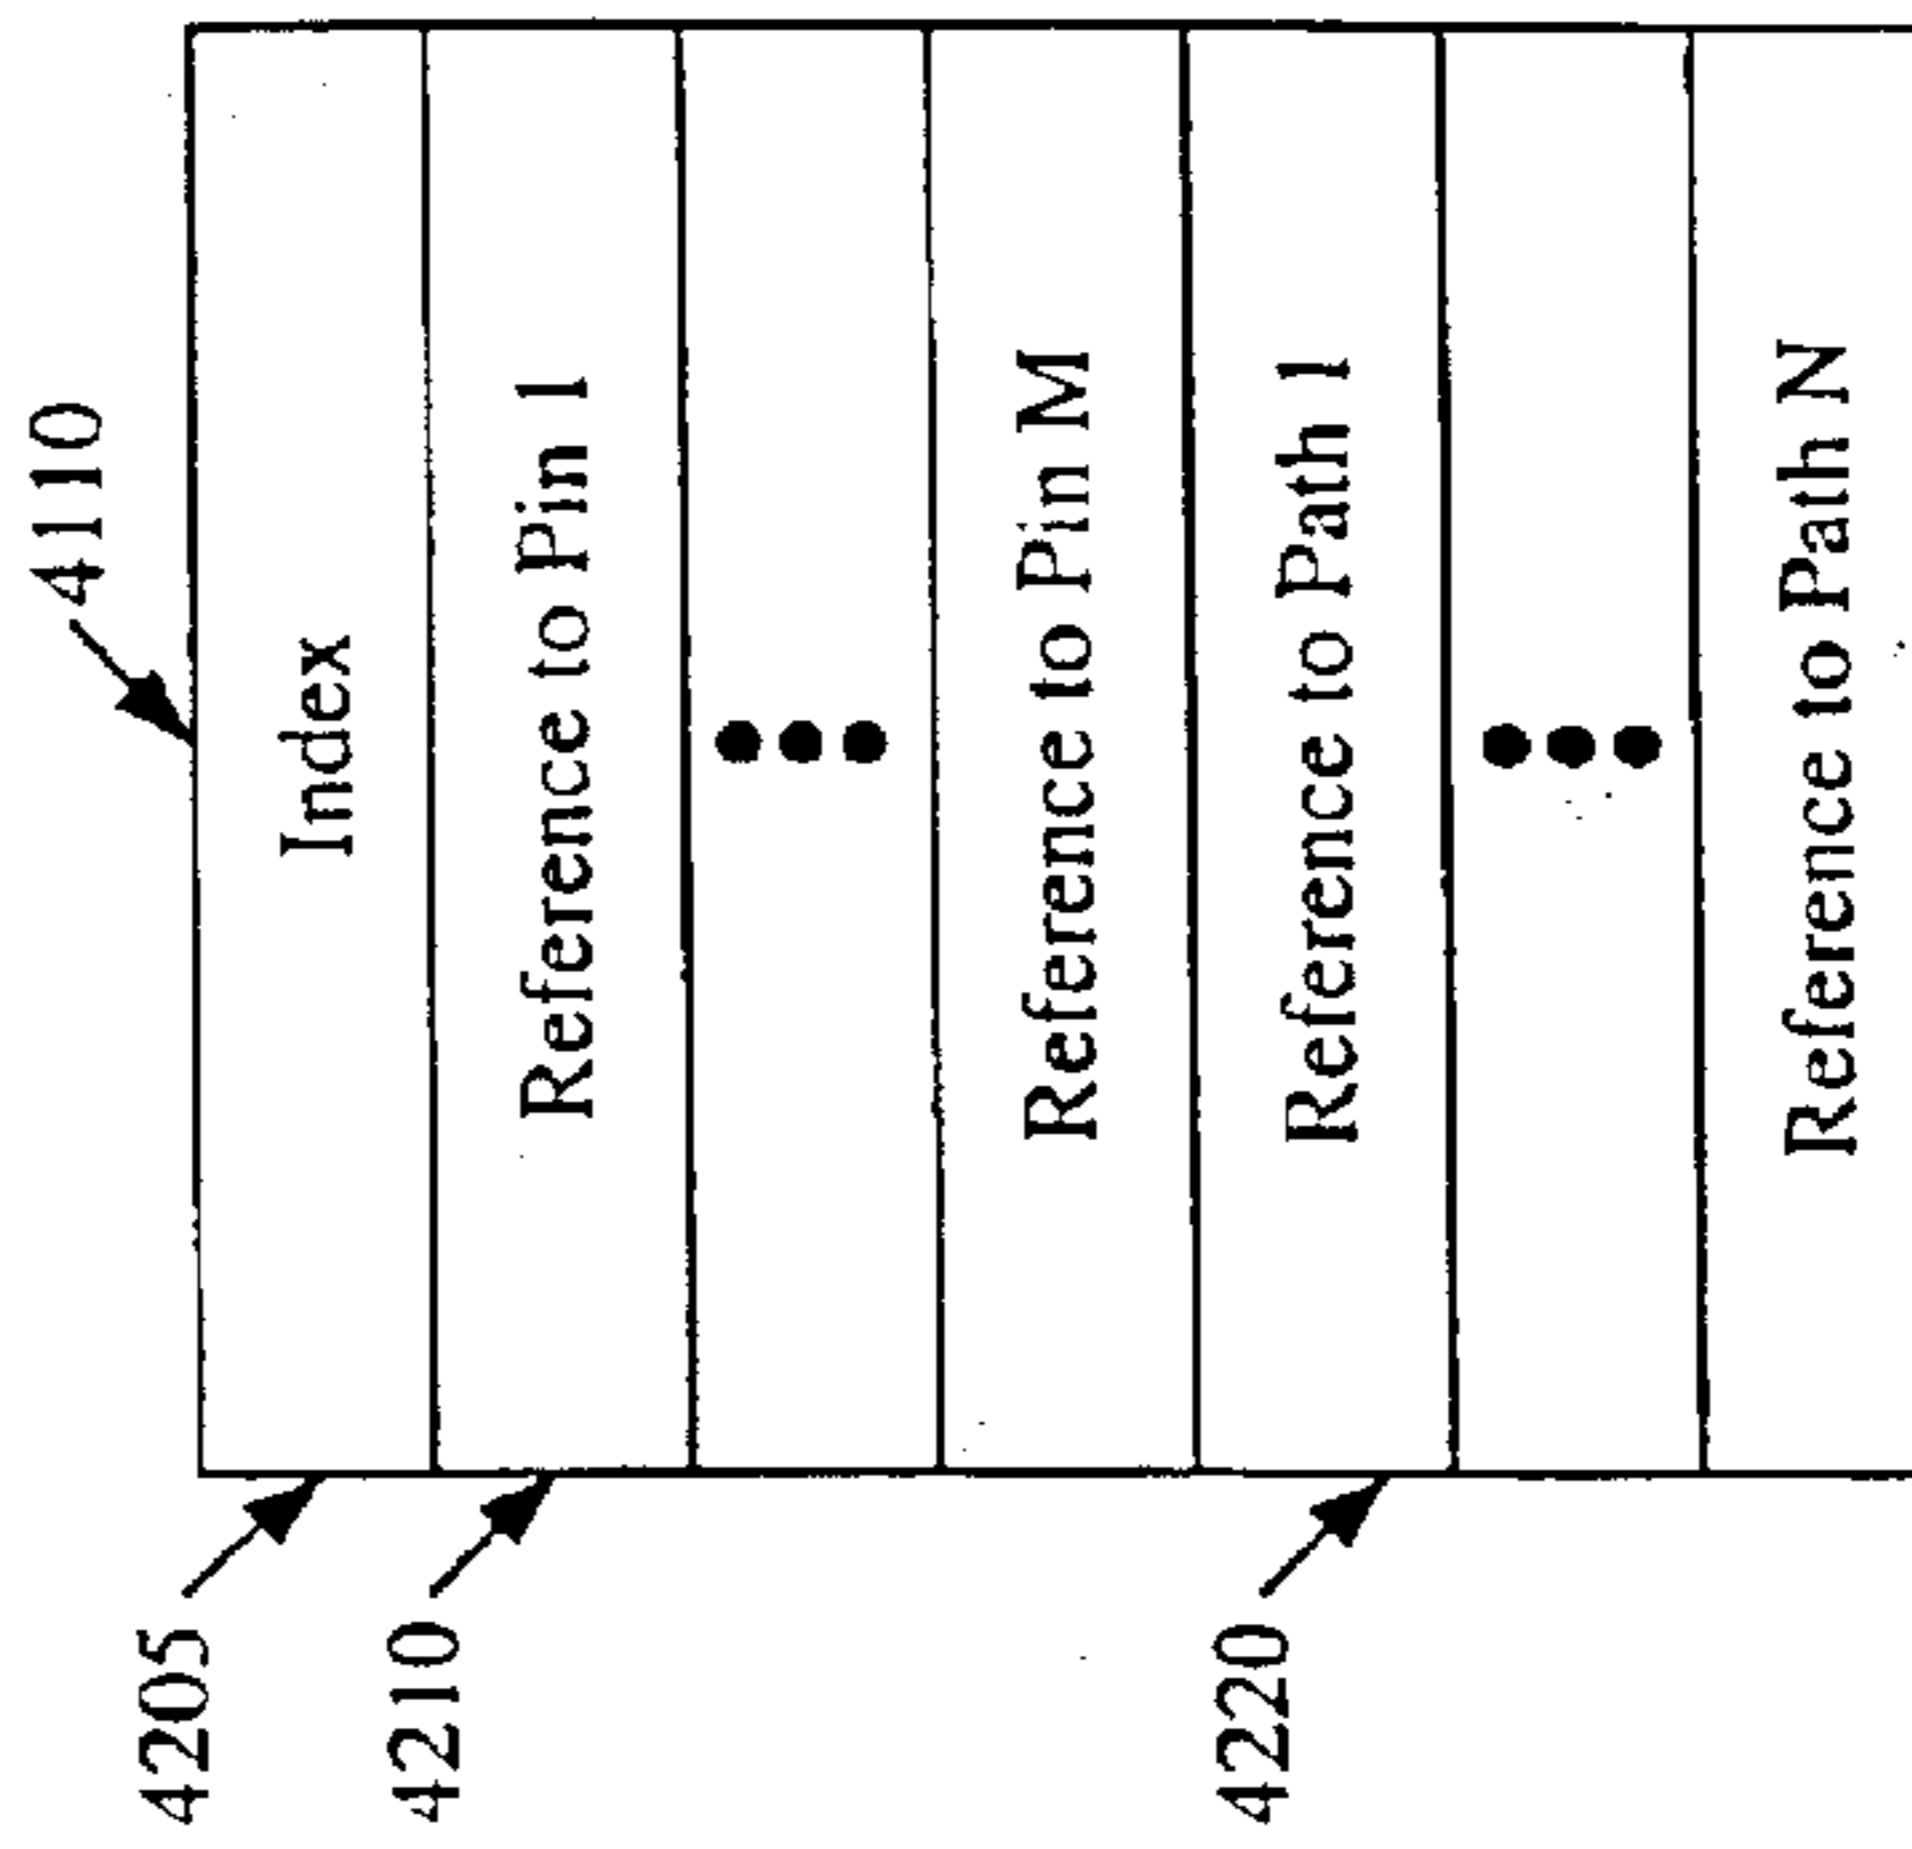 4110
4205
Index
4210
Reference to Pin 1
Reference to Pin M
4220
Reference to Path 1
Reference to Path N